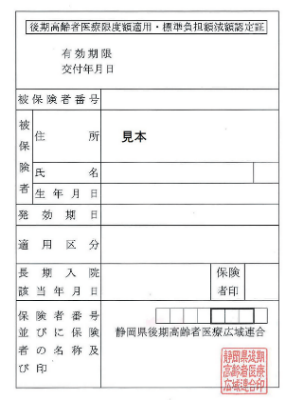 後期高齢者医療限度額適用・標準負担額減額認定証
有効期限
交付年月日
被保険者番号
被保険者
住所
見本
氏名
生年月日
発効期日
適用区分
長期入院
該当年月日
保険
者印
保険者番号
並びに保険
者の名称及
び印
静岡県後期高齢者医療広域連合
静岡県後期
高齢者医療
広域連合印